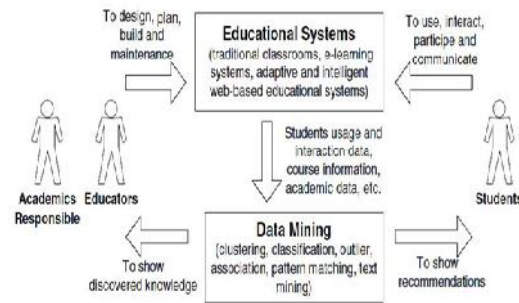 To design, plan,
build and
maintenance
Educational Systems
(traditional classrooms, e-learning
systems, adaptive and intelligent
web-based educational systems)
To use, interact,
participe and
communicate
Students usage and
interaction data,
course information,
academic data, etc.
Academics
Responsible
Educators
Students
Data Mining
(clustering, classification, outlier,
association, pattern matching, text
mining)
To show
discovered knowledge
To show
recommendations